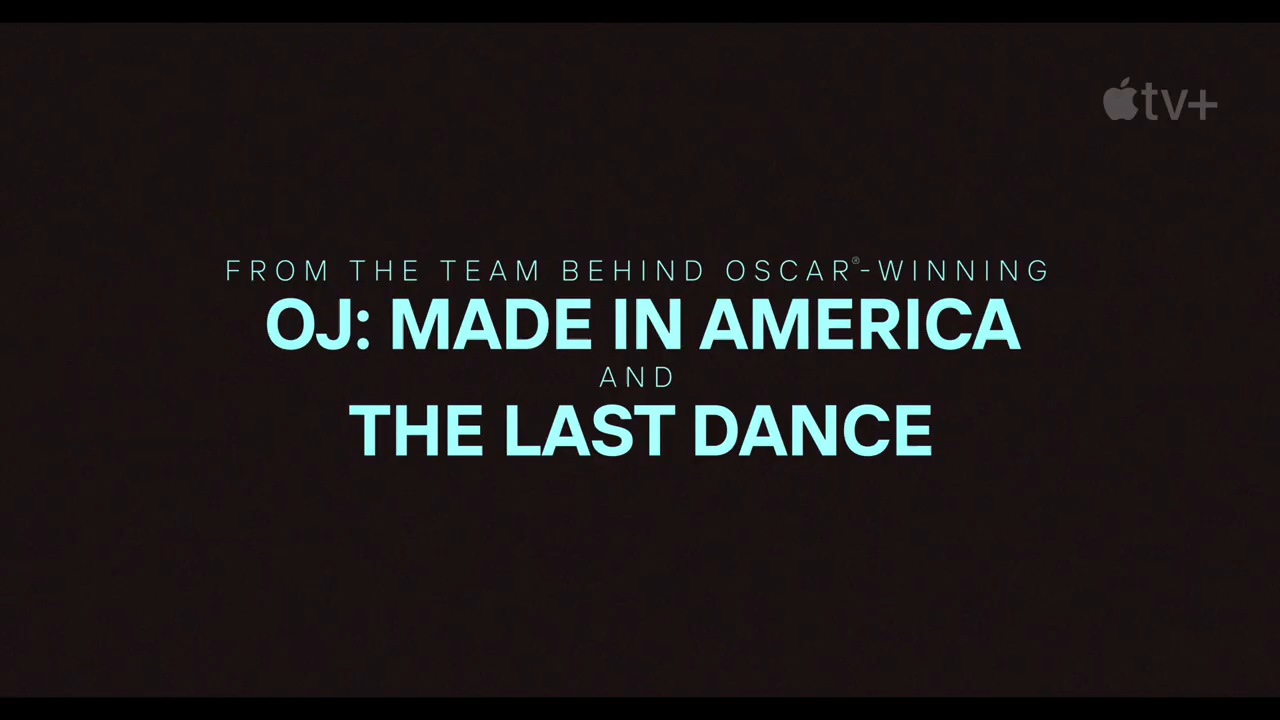 tv+
FROM THE TEAM BEHIND OSCAR®-WINNING
OJ: MADE IN AMERICA
AND
THE LAST DANCE